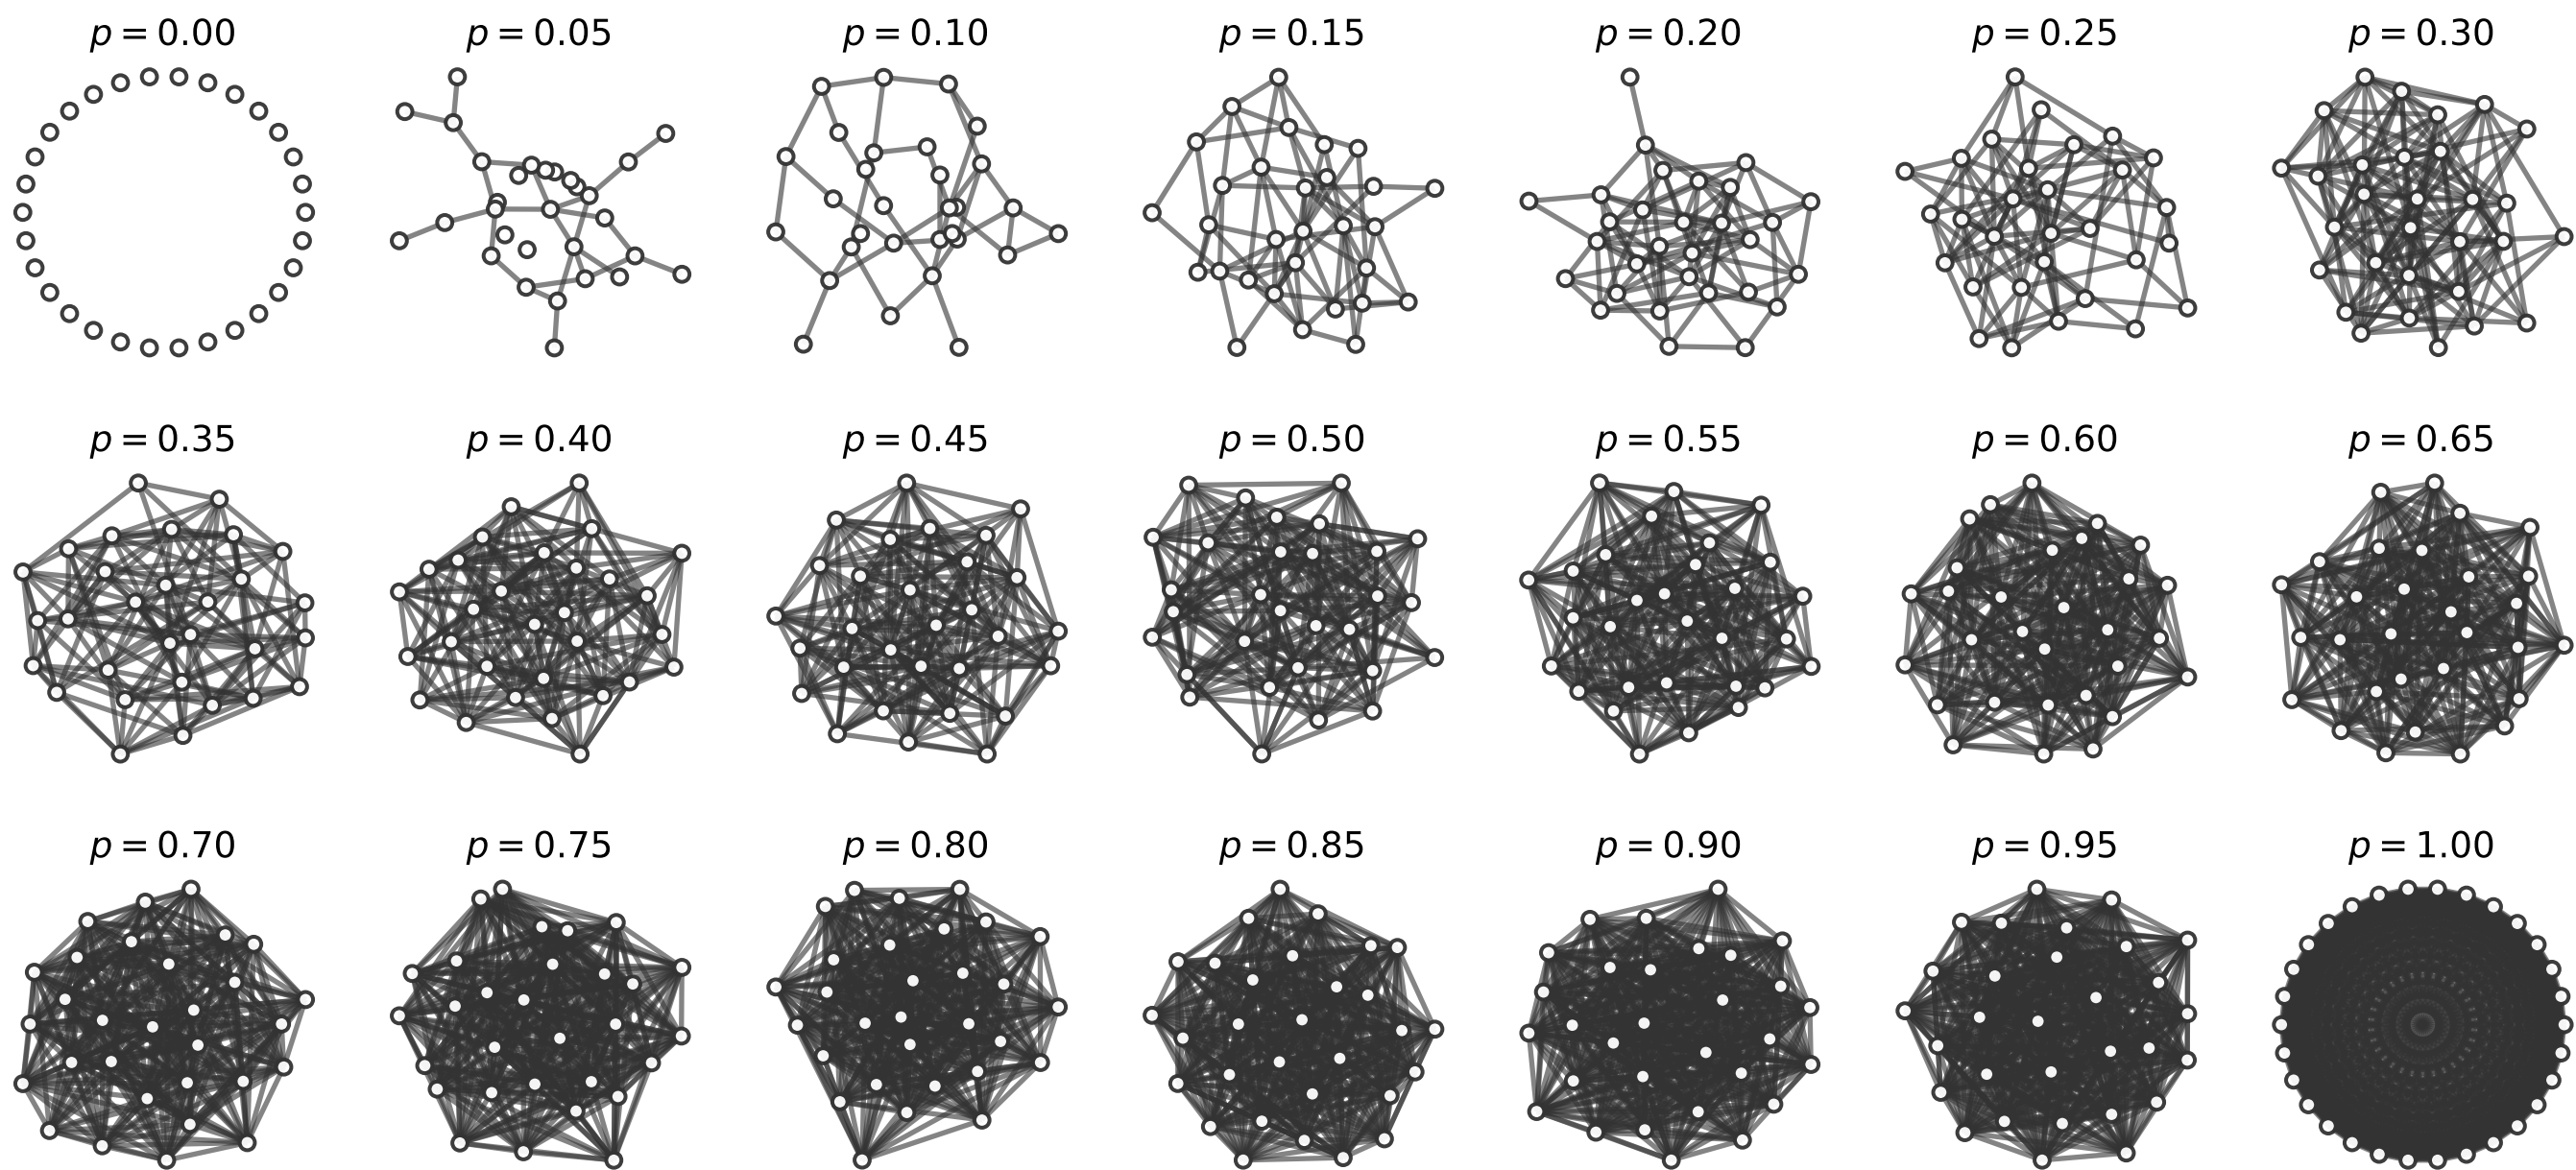 p = 0.00
p = 0.05
p = 0.10
p = 0.15
p = 0.20
p = 0.25
p = 0.30
p = 0.35
p = 0.40
p = 0.45
p = 0.50
p = 0.55
p = 0.60
p = 0.65
p = 0.70
p = 0.75
p = 0.80
p = 0.85
p = 0.90
p = 0.95
p = 1.00